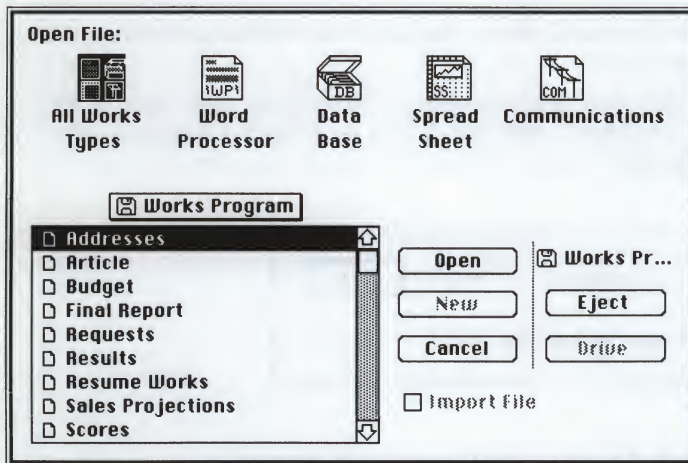 Open File:
WP
DB
SS
COM
All Works Types
Word Processor
Data Base
Spread Sheet
Communications
Works Program
Addresses
Article
Budget
Final Report
Requests
Results
Resume Works
Sales Projections
Scores
Open
New
Cancel
Works Pr...
Eject
Drive
Import File